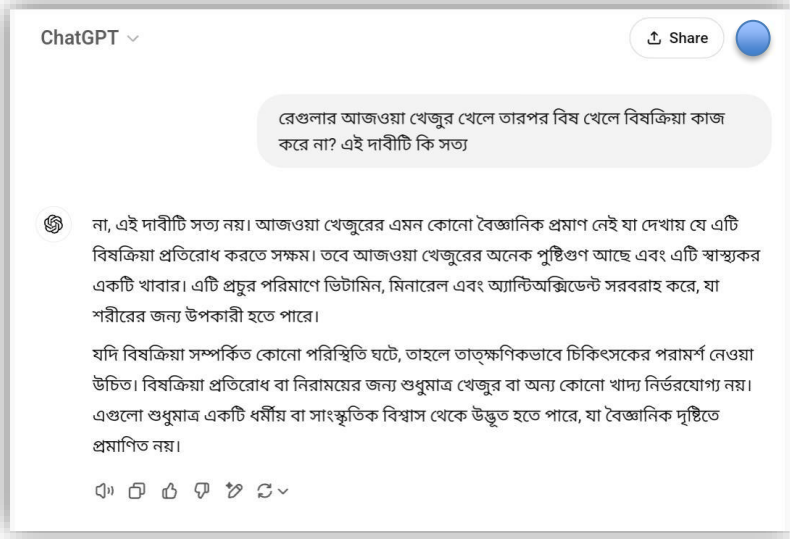 ChatGPT
Share
রেগুলার আজওয়া খেজুর খেলে তারপর বিষ খেলে বিষক্রিয়া কাজ
করে না? এই দাবীটি কি সত্য
না, এই দাবীটি সত্য নয়। আজওয়া খেজুরের এমন কোনো বৈজ্ঞানিক প্রমাণ নেই যা দেখায় যে এটি
বিষক্রিয়া প্রতিরোধ করতে সক্ষম। তবে আজওয়া খেজুরের অনেক পুষ্টিগুণ আছে এবং এটি স্বাস্থ্যকর
একটি খাবার। এটি প্রচুর পরিমাণে ভিটামিন, মিনারেল এবং অ্যান্টিঅক্সিডেন্ট সরবরাহ করে, যা
শরীরের জন্য উপকারী হতে পারে।
যদি বিষক্রিয়া সম্পর্কিত কোনো পরিস্থিতি ঘটে, তাহলে তাত্ক্ষণিকভাবে চিকিৎসকের পরামর্শ নেওয়া
উচিত। বিষক্রিয়া প্রতিরোধ বা নিরাময়ের জন্য শুধুমাত্র খেজুর বা অন্য কোনো খাদ্য নির্ভরযোগ্য নয়।
এগুলো শুধুমাত্র একটি ধর্মীয় বা সাংস্কৃতিক বিশ্বাস থেকে উদ্ভূত হতে পারে, যা বৈজ্ঞানিক দৃষ্টিতে
প্রমাণিত নয়।